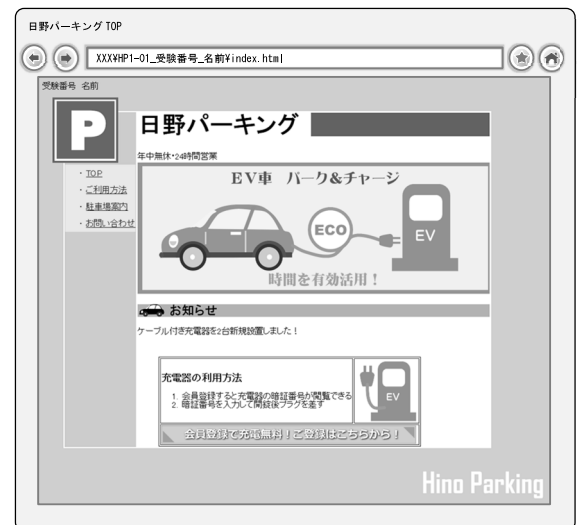 日野パーキング TOP
XXX¥HP1-01_受験番号_名前¥index.html
受験番号 名前
P
日野パーキング
年中無休・24時間営業
・TOP
・ご利用方法
・駐車場案内
・お問い合わせ
EV車 パーク&チャージ
ECO
EV
時間を有効活用！
お知らせ
ケーブル付き充電器を2台新規設置しました！
充電器の利用方法
1. 会員登録すると充電器の暗証番号が閲覧できる
2. 暗証番号を入力して開錠後プラグを差す
EV
会員登録で充電無料！ご登録はこちらから！
Hino Parking